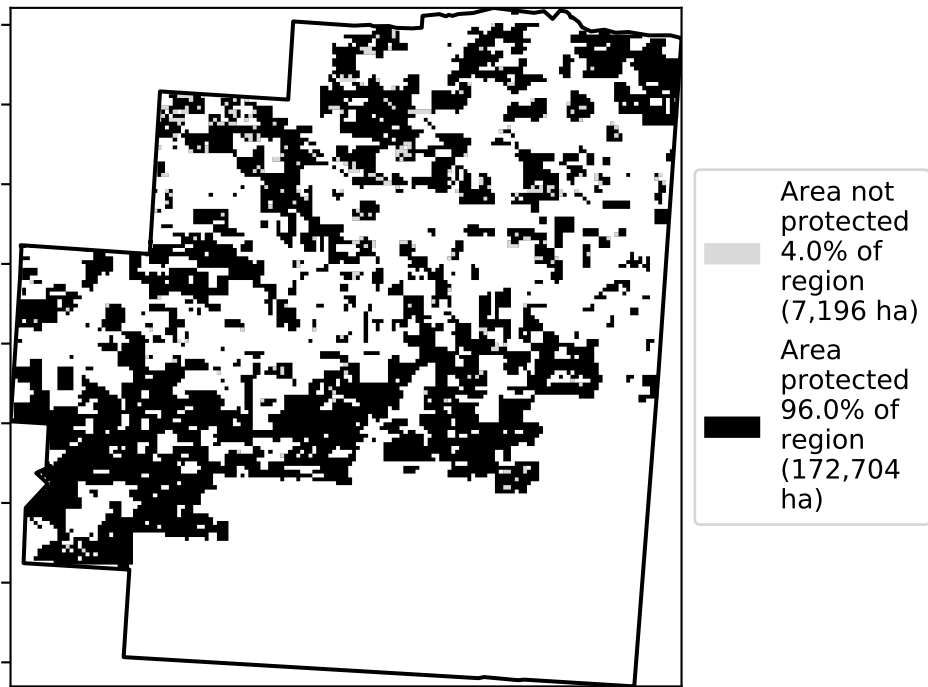 Area not
protected
4.0% of
region
(7,196 ha)
Area
protected
96.0% of
region
(172,704
ha)